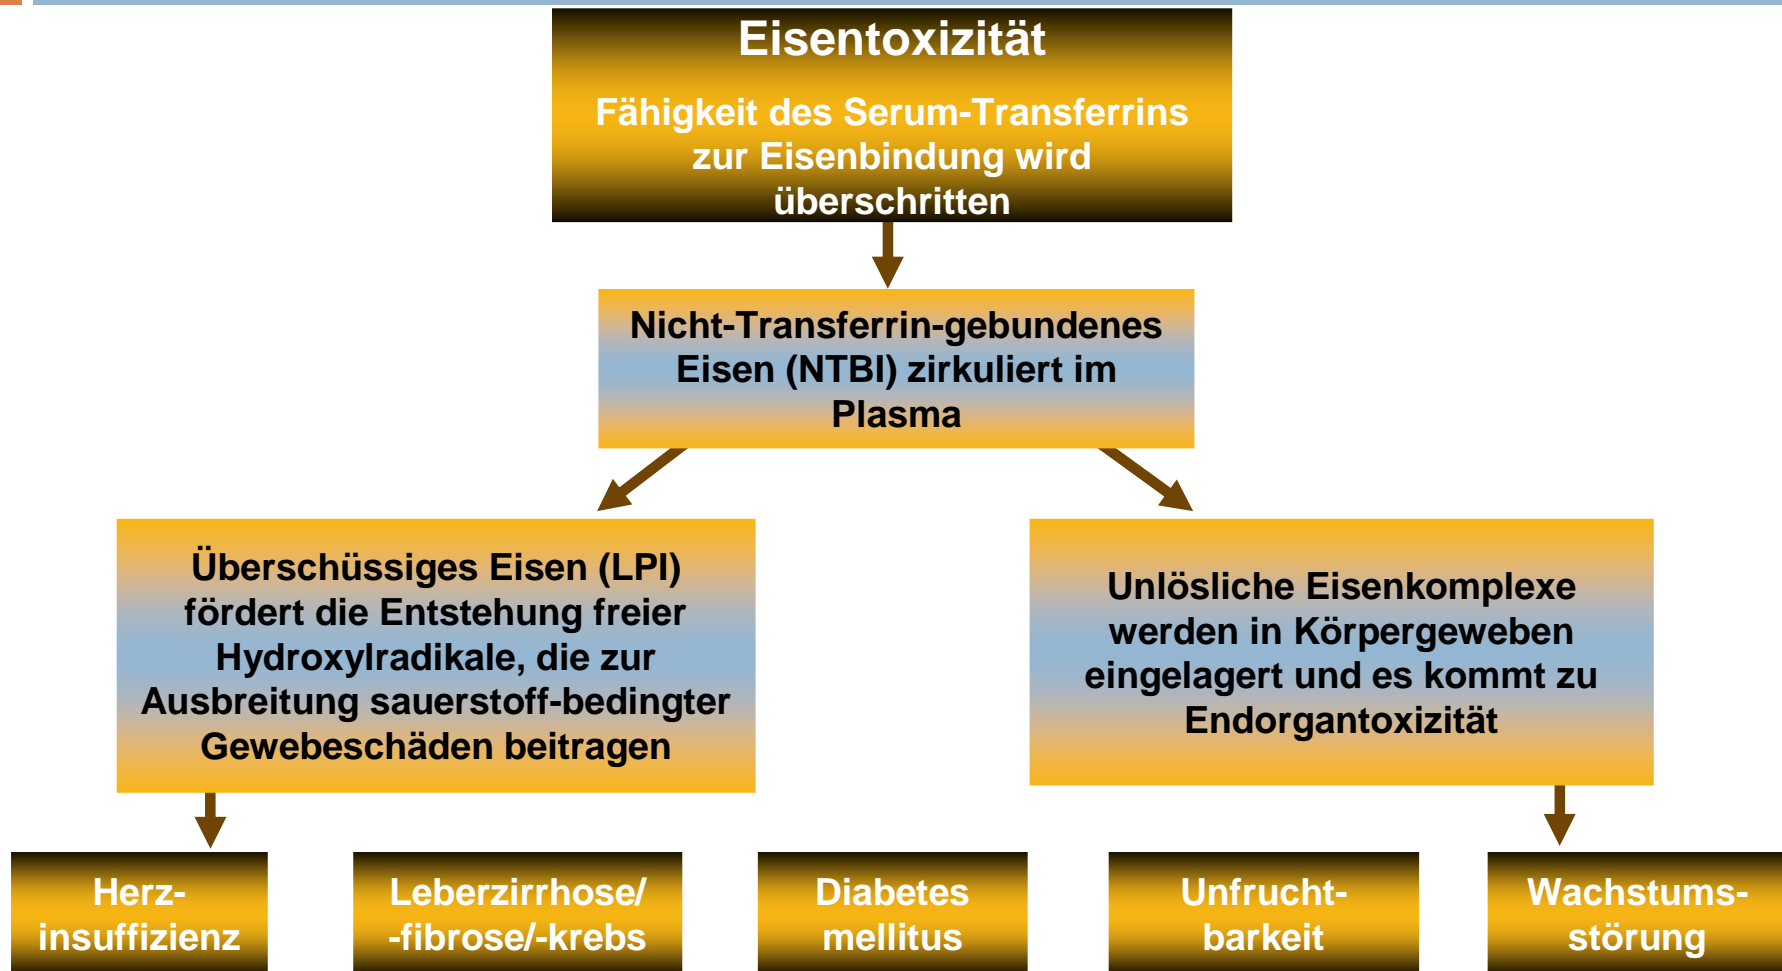 Eisentoxizität
Fähigkeit des Serum-Transferrins
zur Eisenbindung wird
überschritten
Nicht-Transferrin-gebundenes
Eisen (NTBI) zirkuliert im
Plasma
Überschüssiges Eisen (LPI)
fördert die Entstehung freier
Hydroxylradikale, die zur
Ausbreitung sauerstoff-bedingter
Gewebeschäden beitragen
Unlösliche Eisenkomplexe
werden in Körpergeweben
eingelagert und es kommt zu
Endorgantoxizität
Herz-
insuffizienz
Leberzirrhose/
-fibrose/-krebs
Diabetes
mellitus
Unfrucht-
barkeit
Wachstums-
störung